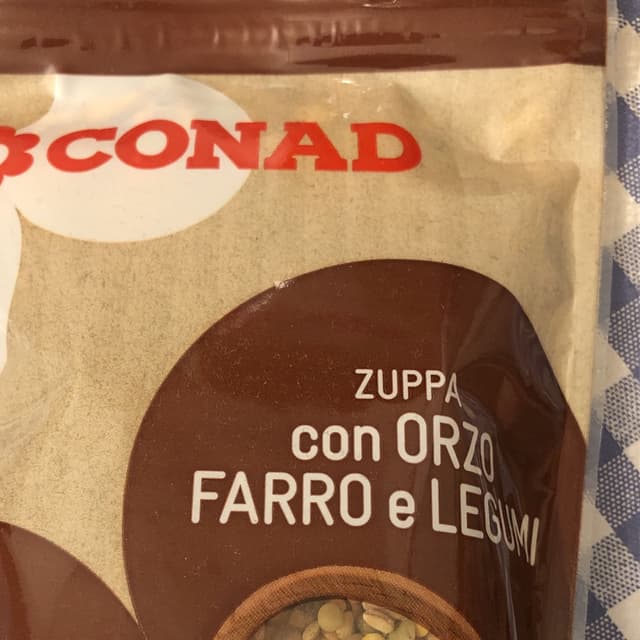 CONAD
ZUPPA
con ORZO
FARRO e LEGUMI